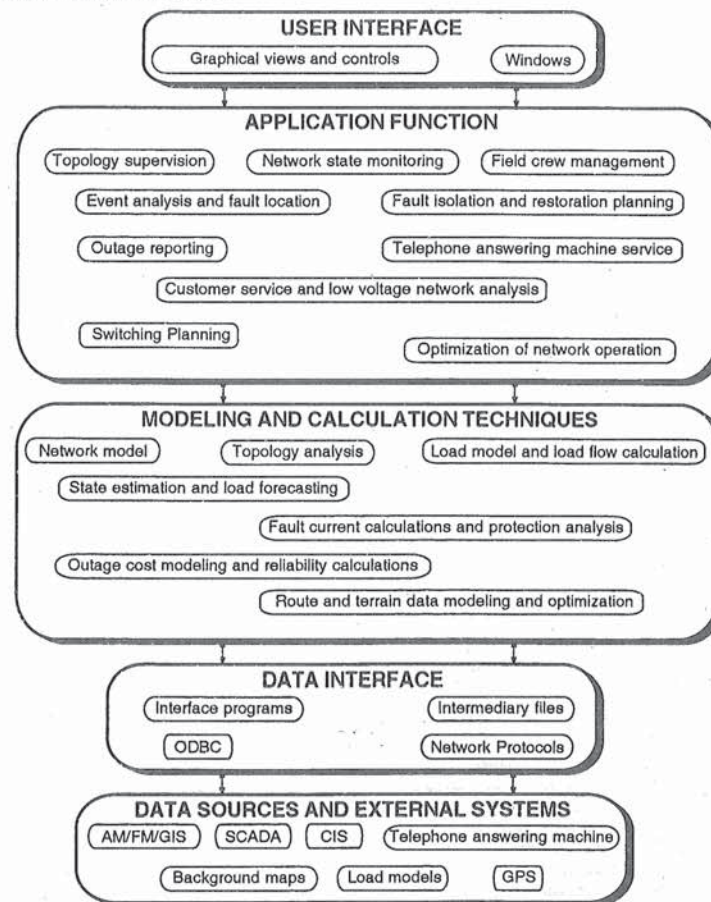 USER INTERFACE
Graphical views and controls
Windows
APPLICATION FUNCTION
Topology supervision
Network state monitoring
Field crew management
Event analysis and fault location
Fault isolation and restoration planning
Outage reporting
Telephone answering machine service
Customer service and low voltage network analysis
Switching Planning
Optimization of network operation
MODELING AND CALCULATION TECHNIQUES
Network model
Topology analysis
Load model and load flow calculation
State estimation and load forecasting
Fault current calculations and protection analysis
Outage cost modeling and reliability calculations
Route and terrain data modeling and optimization
DATA INTERFACE
Interface programs
Intermediary files
ODBC
Network Protocols
DATA SOURCES AND EXTERNAL SYSTEMS
AM/FM/GIS
SCADA
CIS
Telephone answering machine
Background maps
Load models
GPS